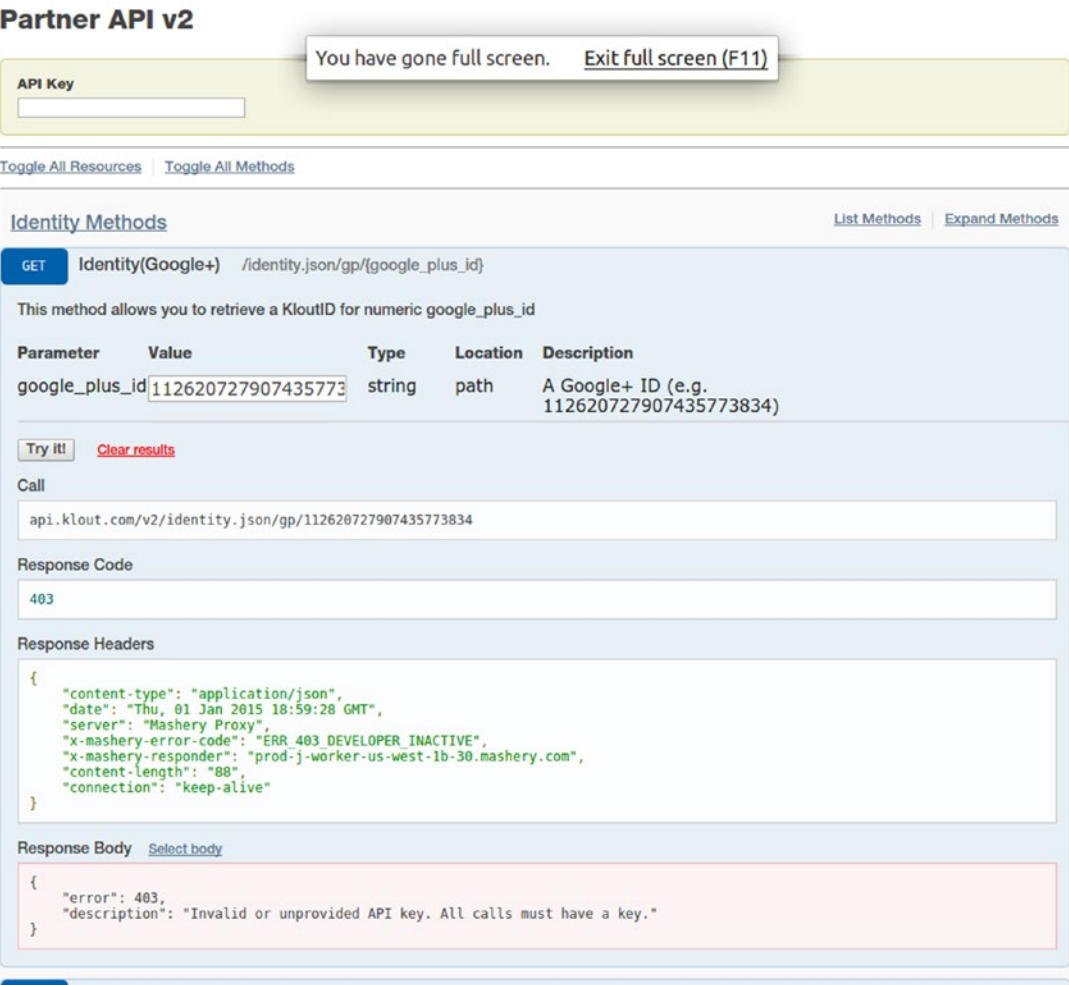 Partner API v2
You have gone full screen. Exit full screen (F11)
API Key
Toggle All Resources Toggle All Methods
Identity Methods List Methods Expand Methods
GET Identity(Google+) /identity.json/gp/{google_plus_id}
This method allows you to retrieve a KloutID for numeric google_plus_id
Parameter Value Type Location Description
google_plus_id 112620727907435773 string path A Google+ ID (e.g.
112620727907435773834)
Try it! Clear results
Call
api.klout.com/v2/identity.json/gp/112620727907435773834
Response Code
403
Response Headers
{
"content-type": "application/json",
"date": "Thu, 01 Jan 2015 18:59:28 GMT",
"server": "Mashery Proxy",
"x-mashery-error-code": "ERR_403_DEVELOPER_INACTIVE",
"x-mashery-responder": "prod-j-worker-us-west-1b-30.mashery.com",
"content-length": "88",
"connection": "keep-alive"
}
Response Body Select body
{
"error": 403,
"description": "Invalid or unprovided API key. All calls must have a key."
}